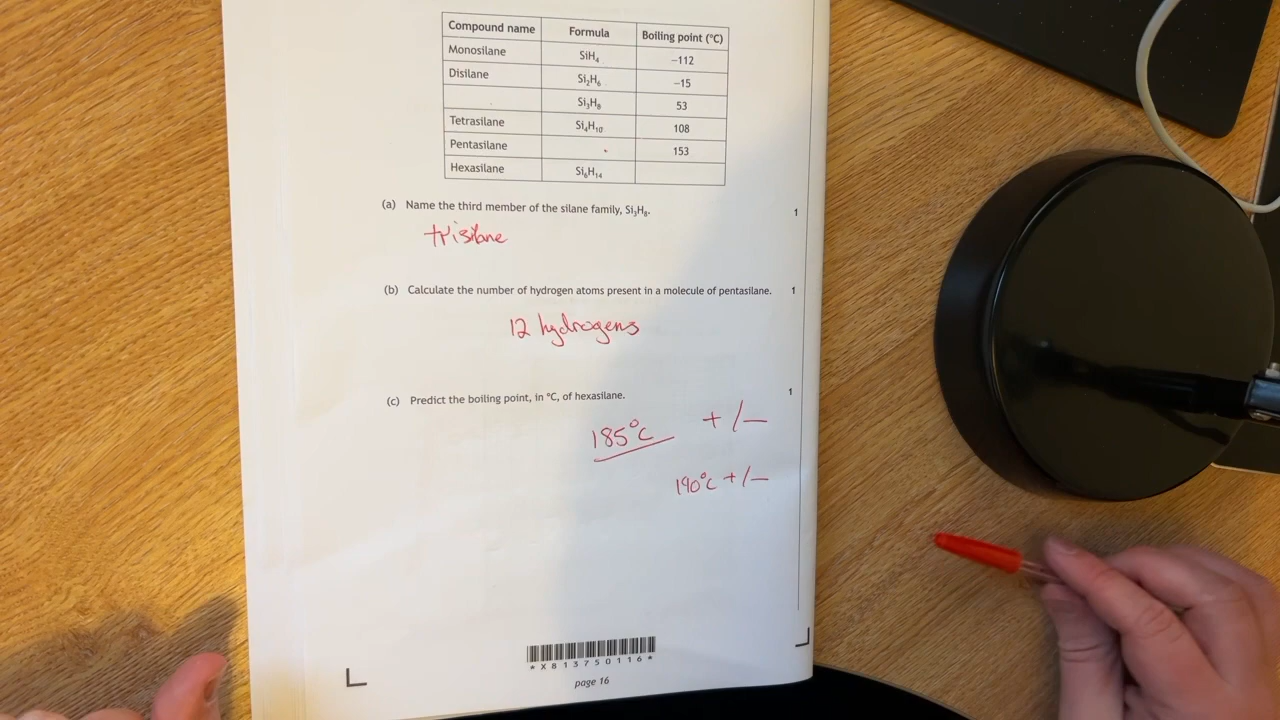 Compound name Formula Boiling point (°C)
Monosilane SiH₄ −112
Disilane Si₂H₆ −15
Si₃H₈ 53
Tetrasilane Si₄H₁₀ 108
Pentasilane 153
Hexasilane Si₆H₁₄
(a) Name the third member of the silane family, Si₃H₈. 1
trisilane
(b) Calculate the number of hydrogen atoms present in a molecule of pentasilane. 1
12 hydrogens
(c) Predict the boiling point, in °C, of hexasilane. 1
185°C +/−
190°C +/−
*X813750116*
page 16